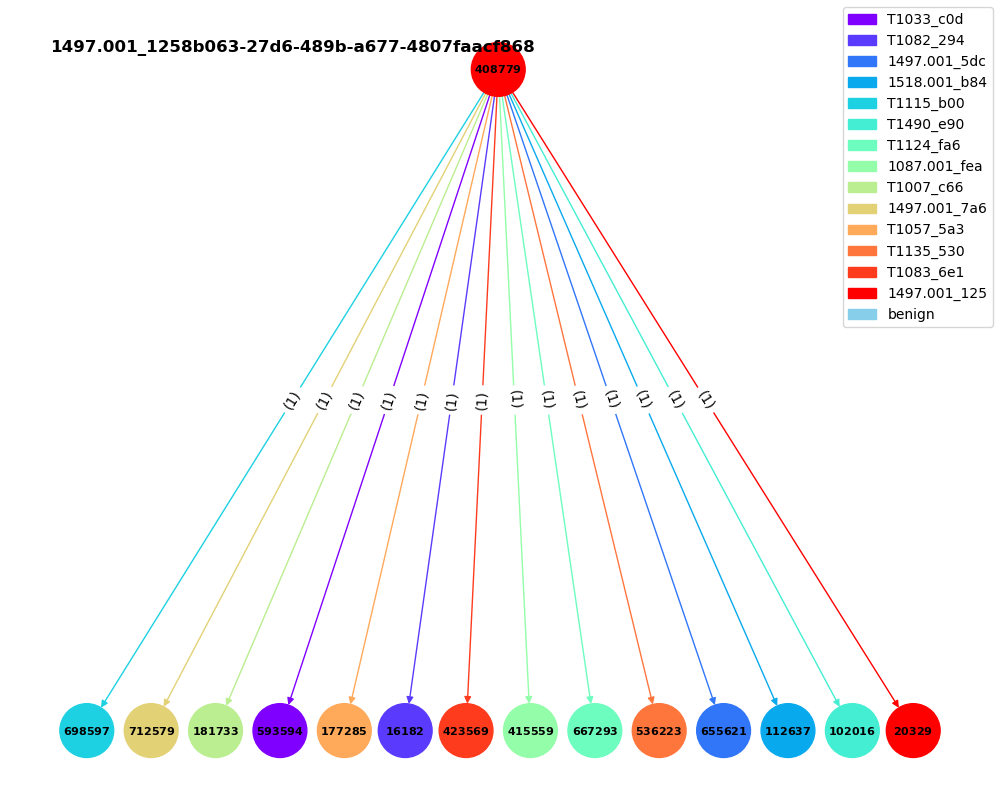 1497.001_1258b063-27d6-489b-a677-4807faacf868
408779
T1033_c0d
T1082_294
1497.001_5dc
1518.001_b84
T1115_b00
T1490_e90
T1124_fa6
1087.001_fea
T1007_c66
1497.001_7a6
T1057_5a3
T1135_530
T1083_6e1
1497.001_125
benign
(1) (1) (1) (1) (1) (1) (1) (1) (1) (1) (1) (1) (1) (1)
698597 712579 181733 593594 177285 16182 423569 415559 667293 536223 655621 112637 102016 20329